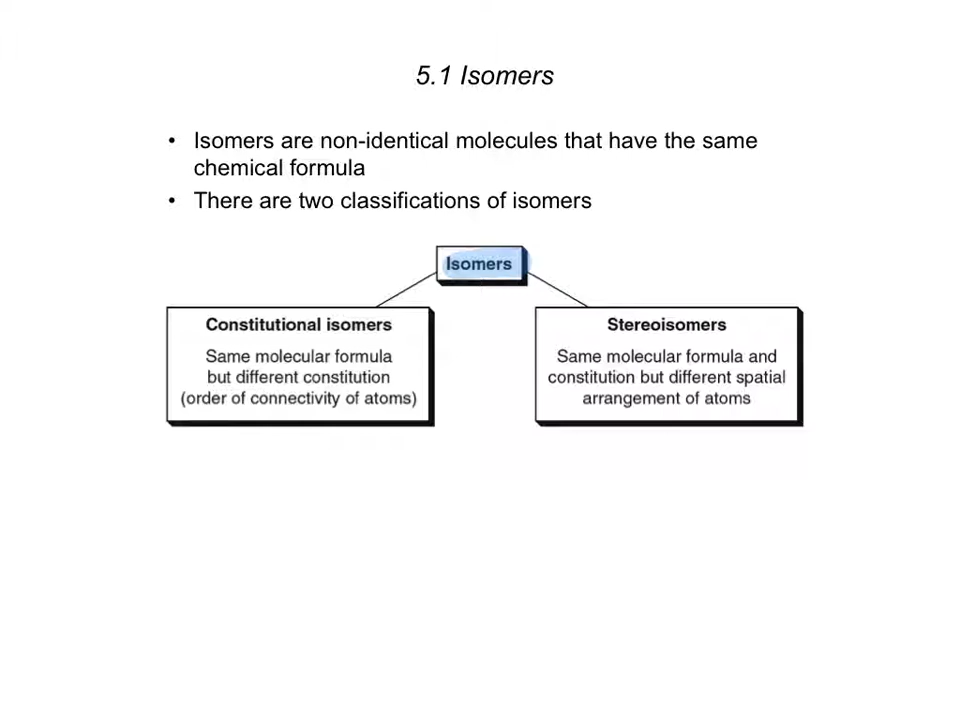 5.1 Isomers
• Isomers are non-identical molecules that have the same
chemical formula
• There are two classifications of isomers
Isomers
Constitutional isomers
Same molecular formula
but different constitution
(order of connectivity of atoms)
Stereoisomers
Same molecular formula and
constitution but different spatial
arrangement of atoms